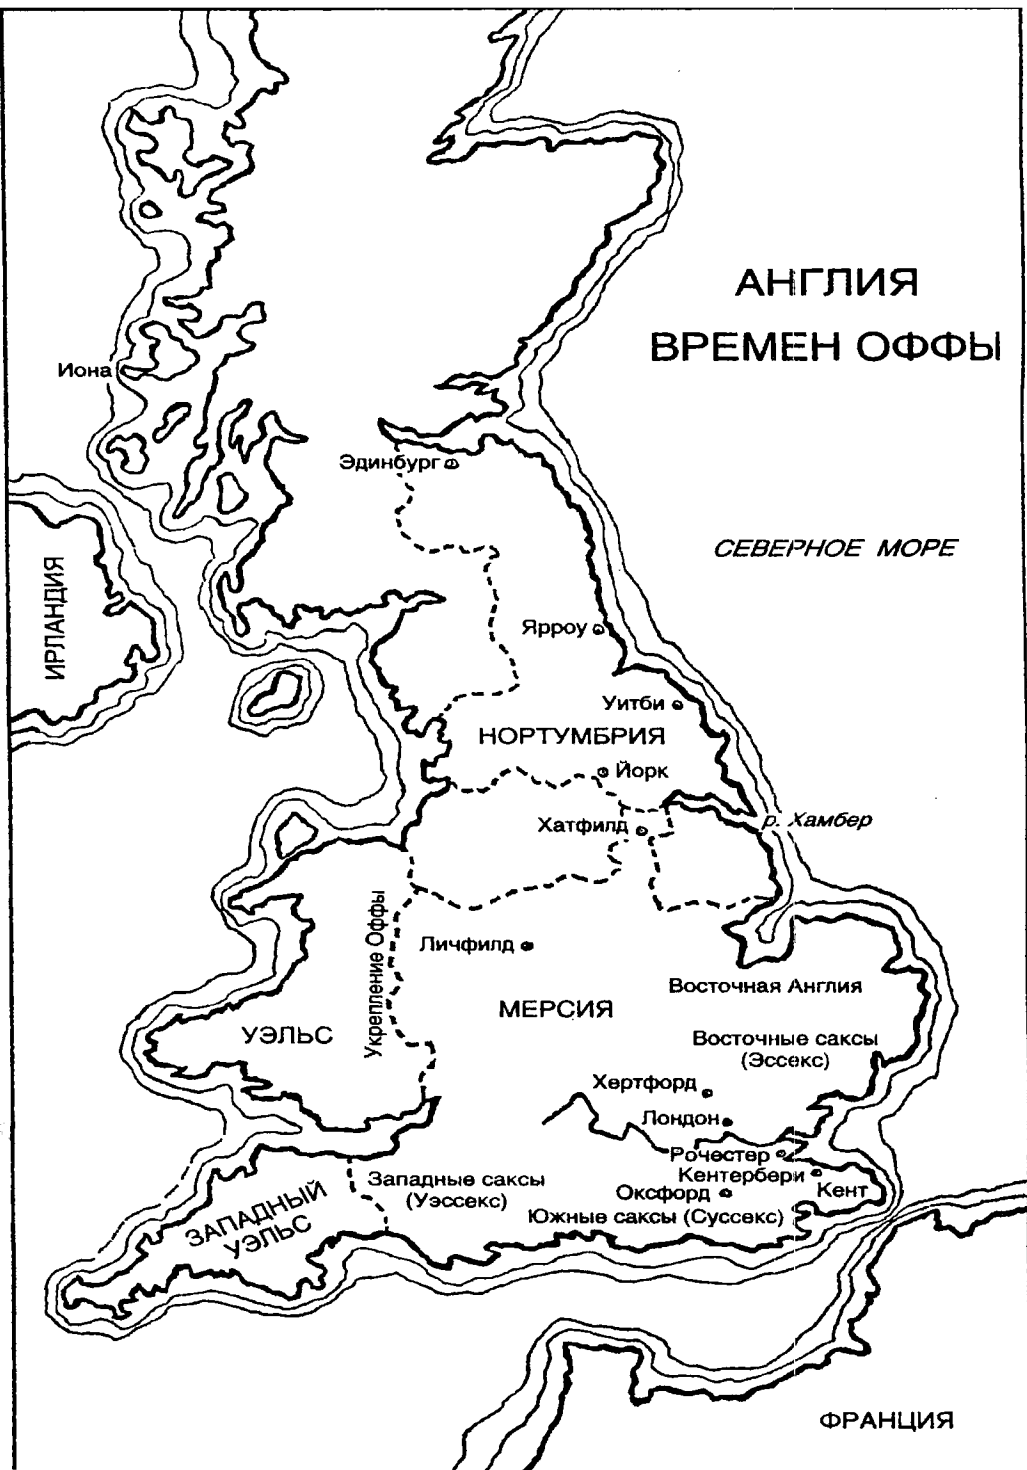 АНГЛИЯ
ВРЕМЕН ОФФЫ
Иона
Эдинбург
СЕВЕРНОЕ МОРЕ
ИРЛАНДИЯ
Ярроу
Уитби
НОРТУМБРИЯ
Йорк
р. Хамбер
Хатфилд
Укрепление Оффы
Личфилд
Восточная Англия
МЕРСИЯ
УЭЛЬС
Восточные саксы
(Эссекс)
Хертфорд
Лондон
Рочестер
Кентербери
Кент
Западные саксы
(Уэссекс)
Оксфорд
Южные саксы (Суссекс)
ЗАПАДНЫЙ
УЭЛЬС
ФРАНЦИЯ